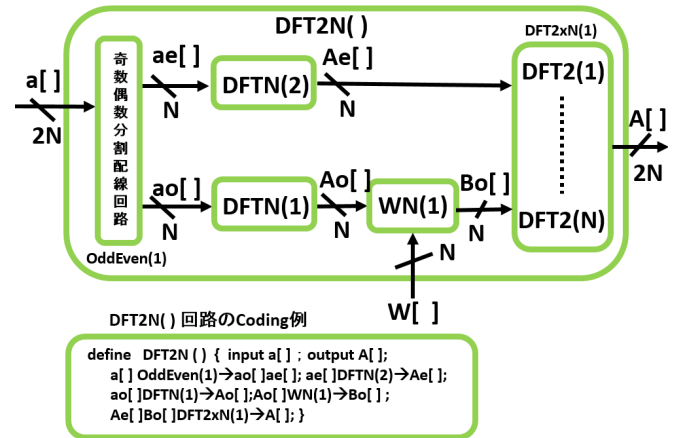 DFT2N( )
DFT2xN(1)
a[ ]
2N
奇数偶数分割配線回路
OddEven(1)
ae[ ]
N
DFTN(2)
Ae[ ]
N
DFT2(1)
DFT2(N)
A[ ]
2N
ao[ ]
N
DFTN(1)
Ao[ ]
N
WN(1)
Bo[ ]
N
N
W[ ]
DFT2N( ) 回路のCoding例
define DFT2N ( ) { input a[ ] ; output A[ ];
a[ ] OddEven(1)→ao[ ]ae[ ]; ae[ ]DFTN(2)→Ae[ ];
ao[ ]DFTN(1)→Ao[ ];Ao[ ]WN(1)→Bo[ ] ;
Ae[ ]Bo[ ]DFT2xN(1)→A[ ]; }